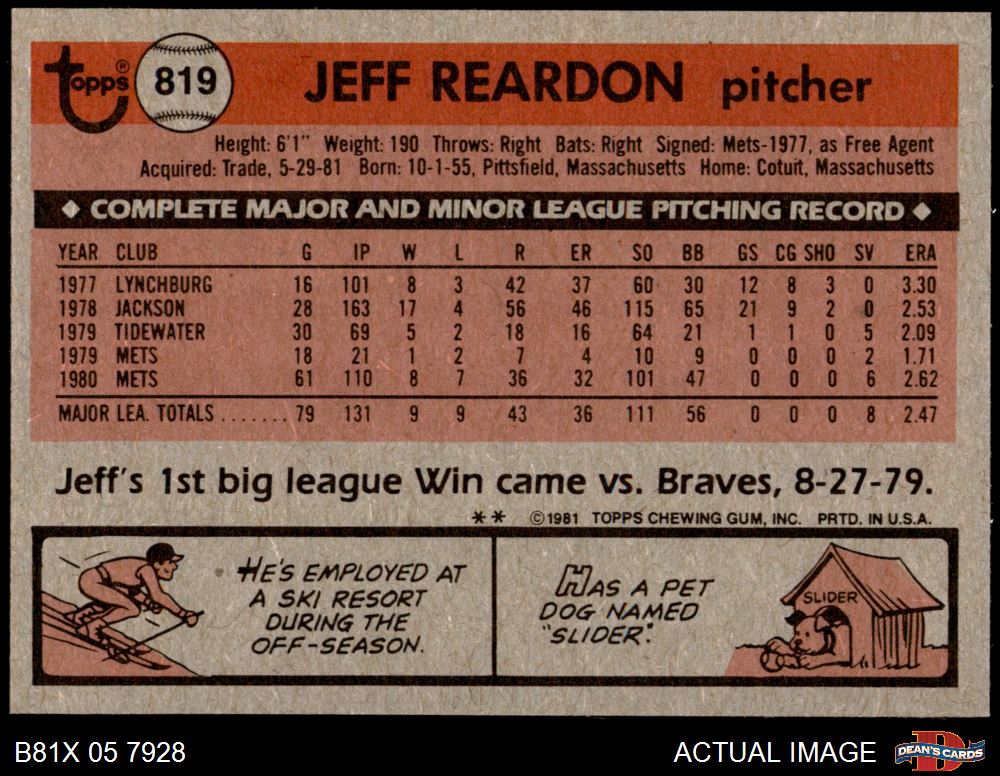 topps® 819 JEFF REARDON pitcher
Height: 6'1" Weight: 190 Throws: Right Bats: Right Signed: Mets-1977, as Free Agent
Acquired: Trade, 5-29-81 Born: 10-1-55, Pittsfield, Massachusetts Home: Cotuit, Massachusetts
◆ COMPLETE MAJOR AND MINOR LEAGUE PITCHING RECORD ◆
YEAR CLUB G IP W L R ER SO BB GS CG SHO SV ERA
1977 LYNCHBURG 16 101 8 3 42 37 60 30 12 8 3 0 3.30
1978 JACKSON 28 163 17 4 56 46 115 65 21 9 2 0 2.53
1979 TIDEWATER 30 69 5 2 18 16 64 21 1 1 0 5 2.09
1979 METS 18 21 1 2 7 4 10 9 0 0 0 2 1.71
1980 METS 61 110 8 7 36 32 101 47 0 0 0 6 2.62
MAJOR LEA. TOTALS ....... 79 131 9 9 43 36 111 56 0 0 0 8 2.47
Jeff's 1st big league Win came vs. Braves, 8-27-79.
** ©1981 TOPPS CHEWING GUM, INC. PRTD. IN U.S.A.
HE'S EMPLOYED AT
A SKI RESORT
DURING THE
OFF-SEASON.
HAS A PET
DOG NAMED
"SLIDER".
SLIDER
B81X 05 7928 ACTUAL IMAGE DEAN'S CARDS